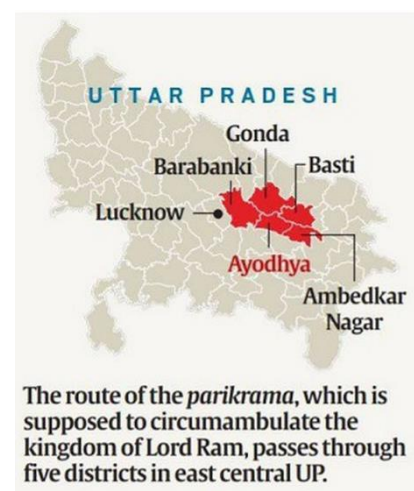 UTTAR PRADESH
Gonda
Barabanki
Basti
Lucknow
Ayodhya
Ambedkar
Nagar
The route of the parikrama, which is
supposed to circumambulate the
kingdom of Lord Ram, passes through
five districts in east central UP.